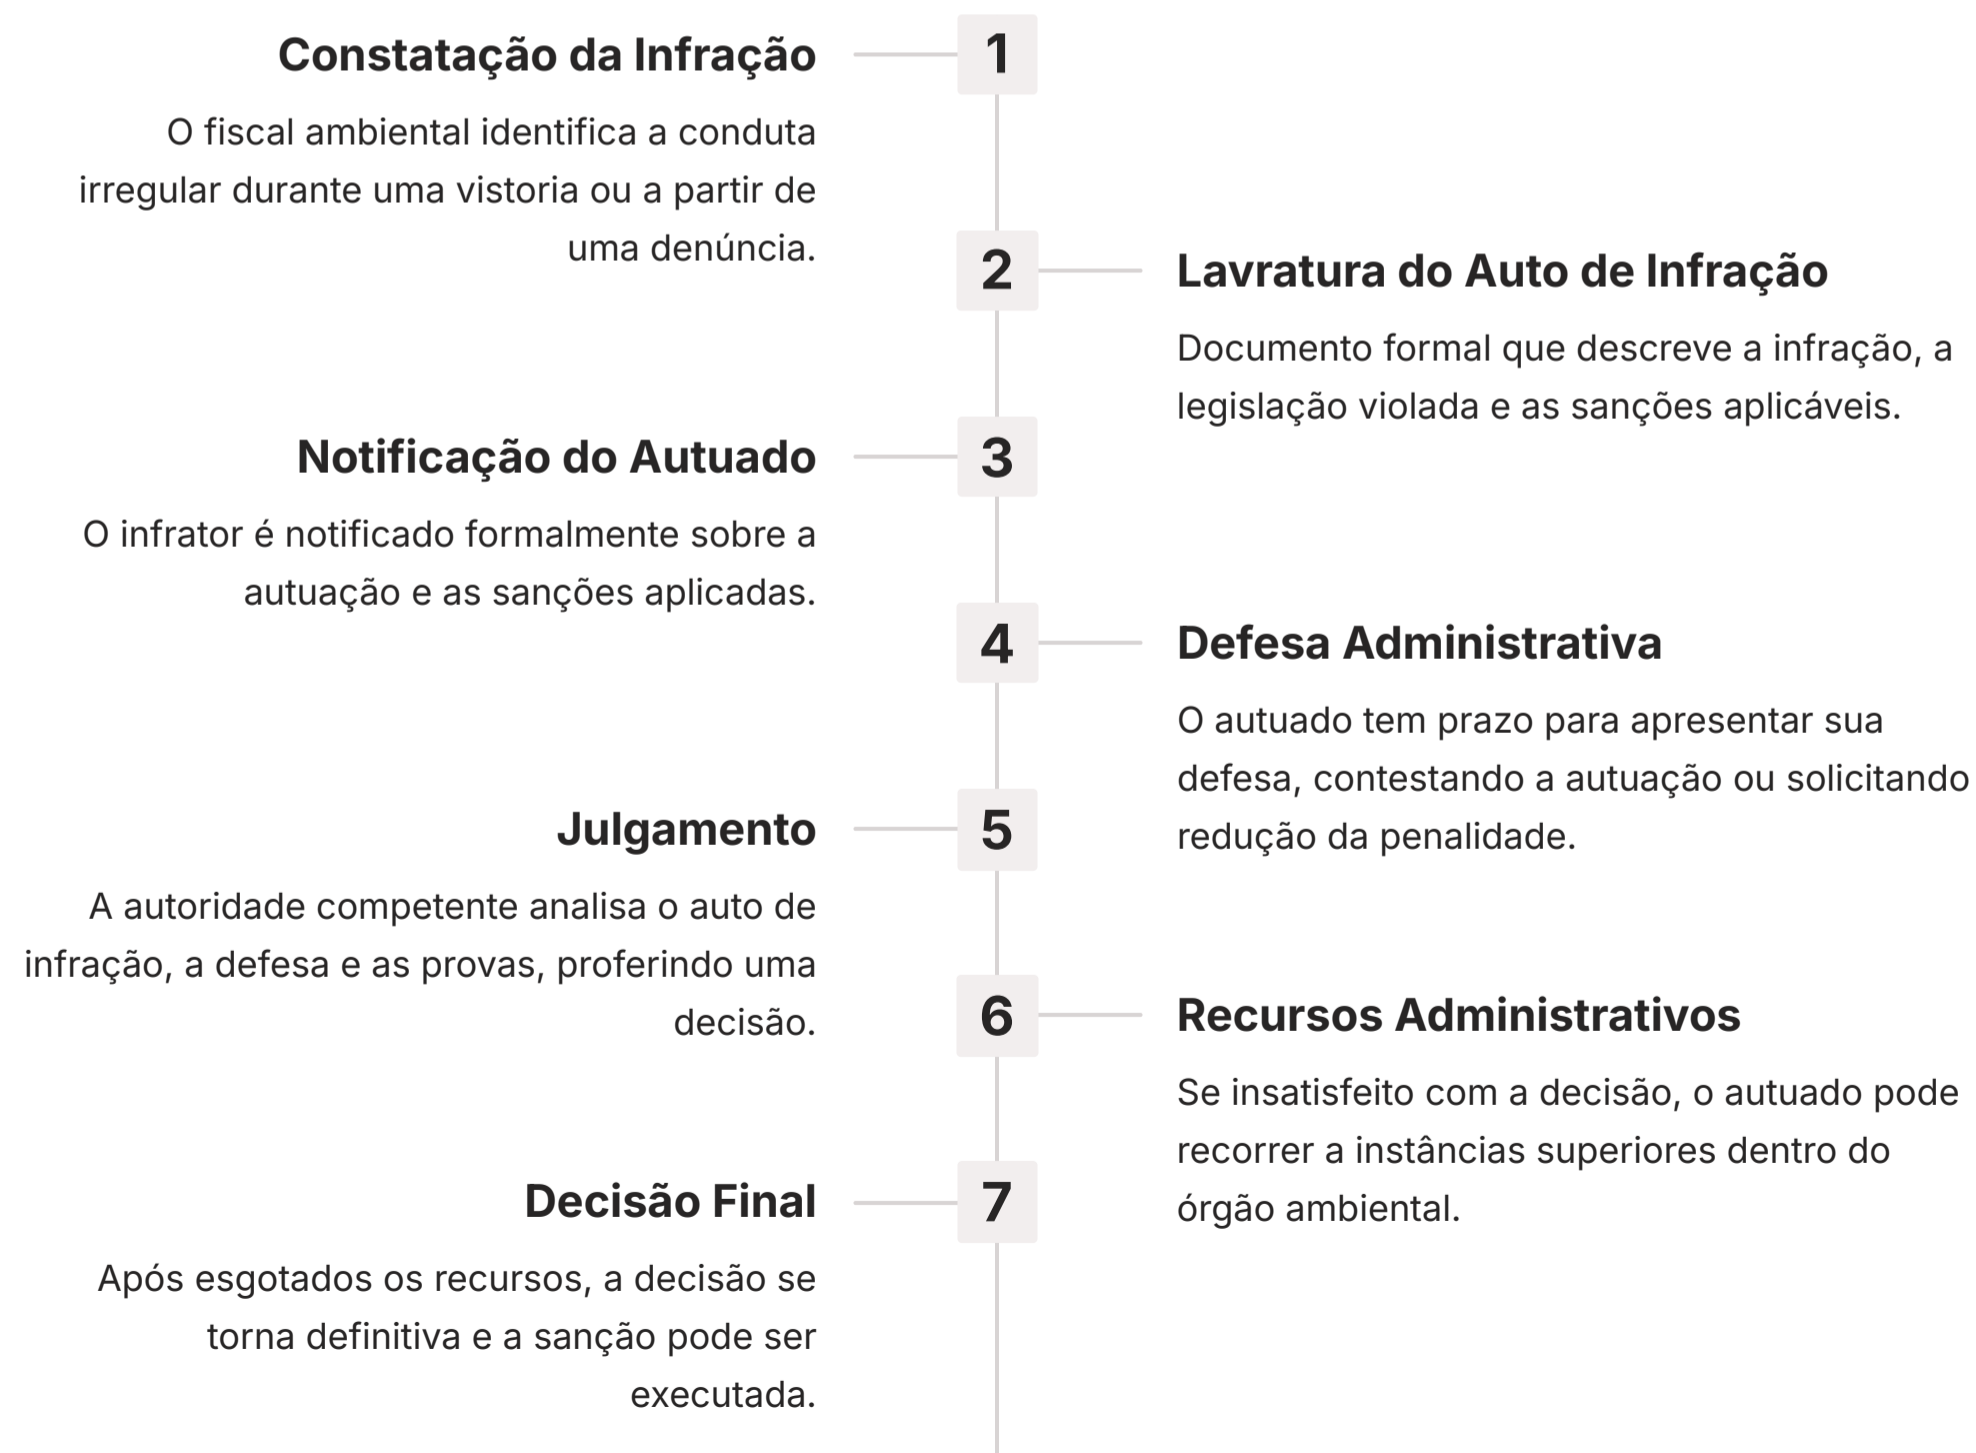 1
Constatação da Infração
O fiscal ambiental identifica a conduta
irregular durante uma vistoria ou a partir de
uma denúncia.
2
Lavratura do Auto de Infração
Documento formal que descreve a infração, a
legislação violada e as sanções aplicáveis.
3
Notificação do Autuado
O infrator é notificado formalmente sobre a
autuação e as sanções aplicadas.
4
Defesa Administrativa
O autuado tem prazo para apresentar sua
defesa, contestando a autuação ou solicitando
redução da penalidade.
5
Julgamento
A autoridade competente analisa o auto de
infração, a defesa e as provas, proferindo uma
decisão.
6
Recursos Administrativos
Se insatisfeito com a decisão, o autuado pode
recorrer a instâncias superiores dentro do
órgão ambiental.
7
Decisão Final
Após esgotados os recursos, a decisão se
torna definitiva e a sanção pode ser
executada.